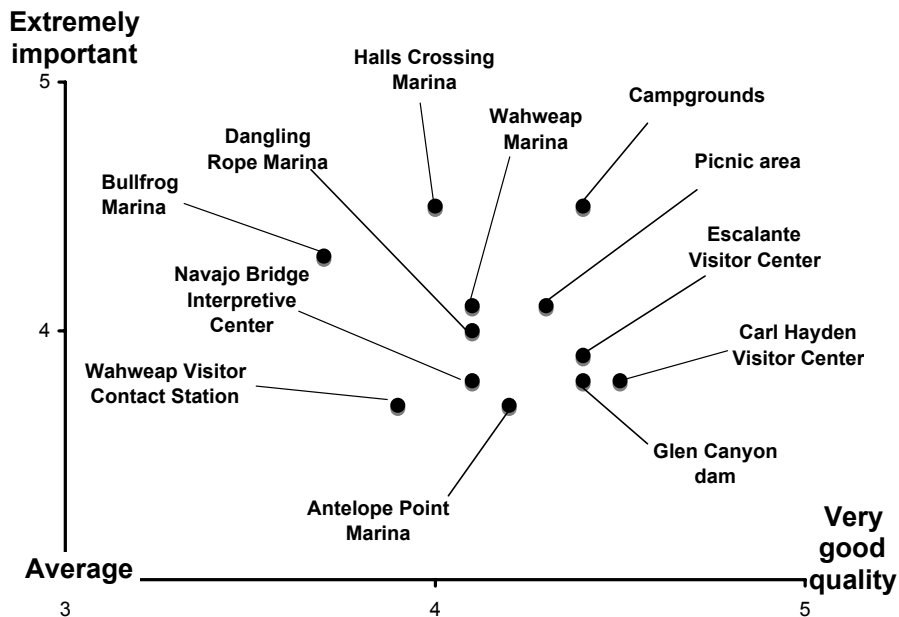 Extremely
important
5
Halls Crossing
Marina
Campgrounds
Wahweap
Marina
Dangling
Rope Marina
Picnic area
Bullfrog
Marina
Escalante
Visitor Center
Navajo Bridge
Interpretive
Center
4
Carl Hayden
Visitor Center
Wahweap Visitor
Contact Station
Glen Canyon
dam
Antelope Point
Marina
Very
good
quality
Average
3
4
5